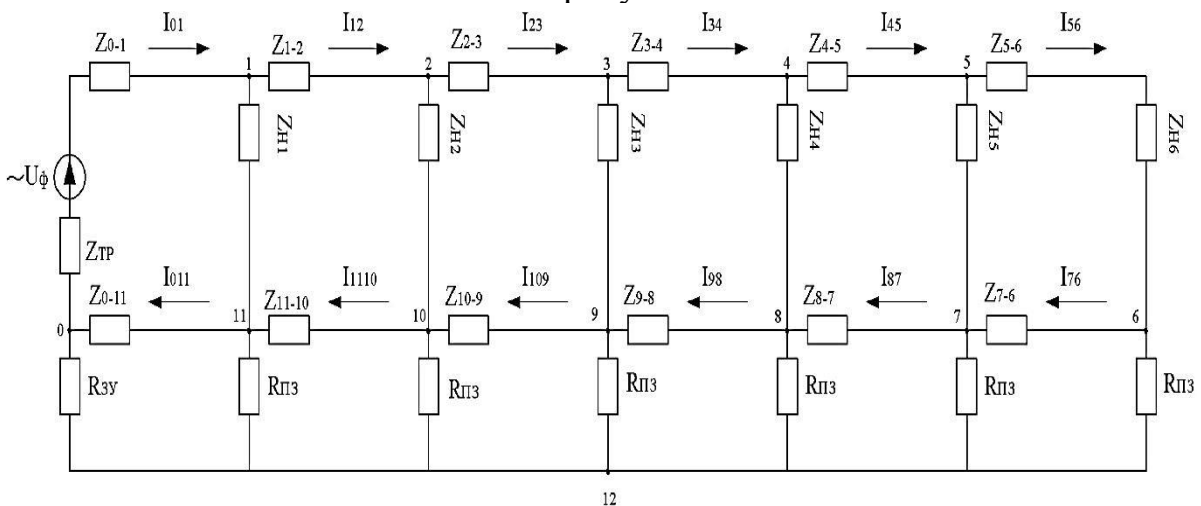 I01 I12 I23 I34 I45 I56
Z0-1 Z1-2 Z2-3 Z3-4 Z4-5 Z5-6
1 2 3 4 5
ZН1 ZН2 ZН3 ZН4 ZН5 ZН6
~Uф
ZТР
I011 I1110 I109 I98 I87 I76
Z0-11 Z11-10 Z10-9 Z9-8 Z8-7 Z7-6
0 11 10 9 8 7 6
RЗУ RПЗ RПЗ RПЗ RПЗ RПЗ RПЗ
12